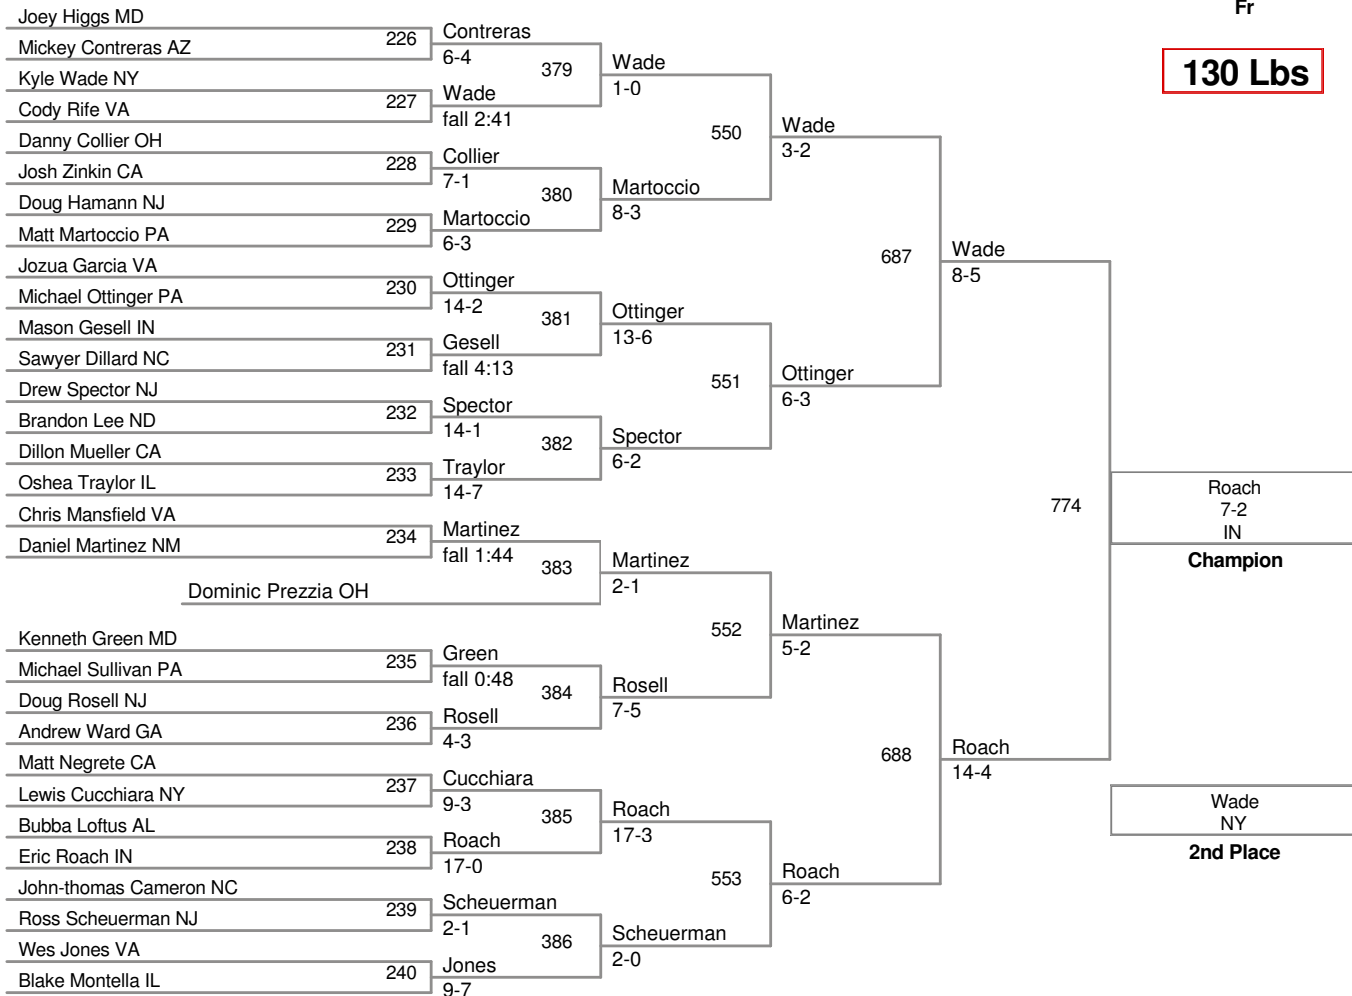 Fr
130 Lbs
Joey Higgs MD
Mickey Contreras AZ
Kyle Wade NY
Cody Rife VA
Danny Collier OH
Josh Zinkin CA
Doug Hamann NJ
Matt Martoccio PA
Jozua Garcia VA
Michael Ottinger PA
Mason Gesell IN
Sawyer Dillard NC
Drew Spector NJ
Brandon Lee ND
Dillon Mueller CA
Oshea Traylor IL
Chris Mansfield VA
Daniel Martinez NM
Dominic Prezzia OH
Kenneth Green MD
Michael Sullivan PA
Doug Rosell NJ
Andrew Ward GA
Matt Negrete CA
Lewis Cucchiara NY
Bubba Loftus AL
Eric Roach IN
John-thomas Cameron NC
Ross Scheuerman NJ
Wes Jones VA
Blake Montella IL
226
227
228
229
230
231
232
233
234
235
236
237
238
239
240
Contreras
6-4
Wade
fall 2:41
Collier
7-1
Martoccio
6-3
Ottinger
14-2
Gesell
fall 4:13
Spector
14-1
Traylor
14-7
Martinez
fall 1:44
Green
fall 0:48
Rosell
4-3
Cucchiara
9-3
Roach
17-0
Scheuerman
2-1
Jones
9-7
379
380
381
382
383
384
385
386
Wade
1-0
Martoccio
8-3
Ottinger
13-6
Spector
6-2
Martinez
2-1
Rosell
7-5
Roach
17-3
Scheuerman
2-0
550
551
552
553
Wade
3-2
Ottinger
6-3
Martinez
5-2
Roach
6-2
687
688
Wade
8-5
Roach
14-4
774
Roach
7-2
IN
Champion
Wade
NY
2nd Place